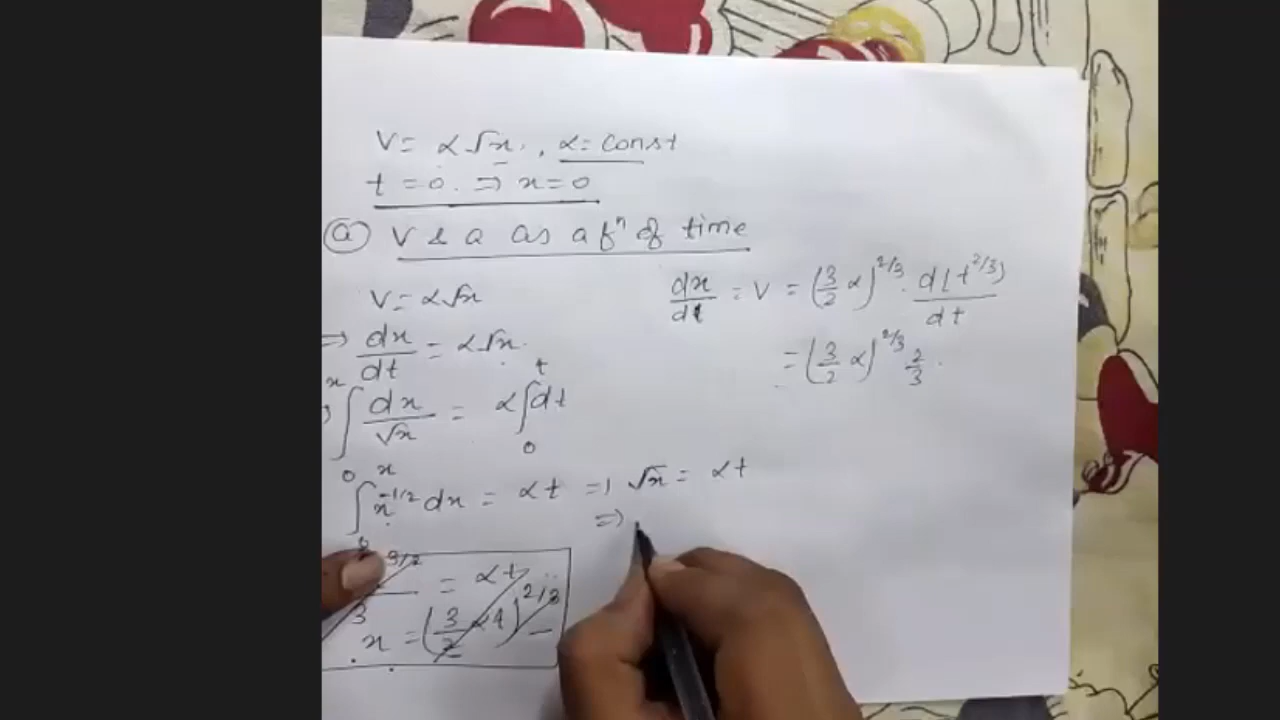 V = α√x, α = const
t = 0 ⇒ x = 0
(a) V & a as a fⁿ of time
V = α√x
⇒ dx/dt = α√x
⇒ ∫₀ˣ dx/√x = α∫₀ᵗ dt
∫₀ˣ x^(-1/2) dx = αt ⇒ √x = αt
⇒
= αt
x = (3/2 αt)^(2/3)
dx/dt = V = (3/2 α)^(2/3) · d(t^(2/3))/dt
= (3/2 α)^(2/3) 2/3